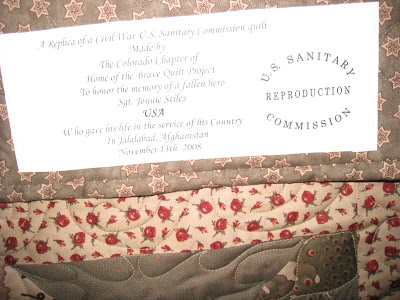 A Replica of a Civil War U.S. Sanitary Commission quilt
Made by
The Colorado Chapter of
Home of the Brave Quilt Project
To honor the memory of a fallen hero
Sgt. Jonnie Stiles
USA
Who gave his life in the service of his Country
In Jalalabad, Afghanistan
November 13th, 2008
U.S. SANITARY
REPRODUCTION
COMMISSION